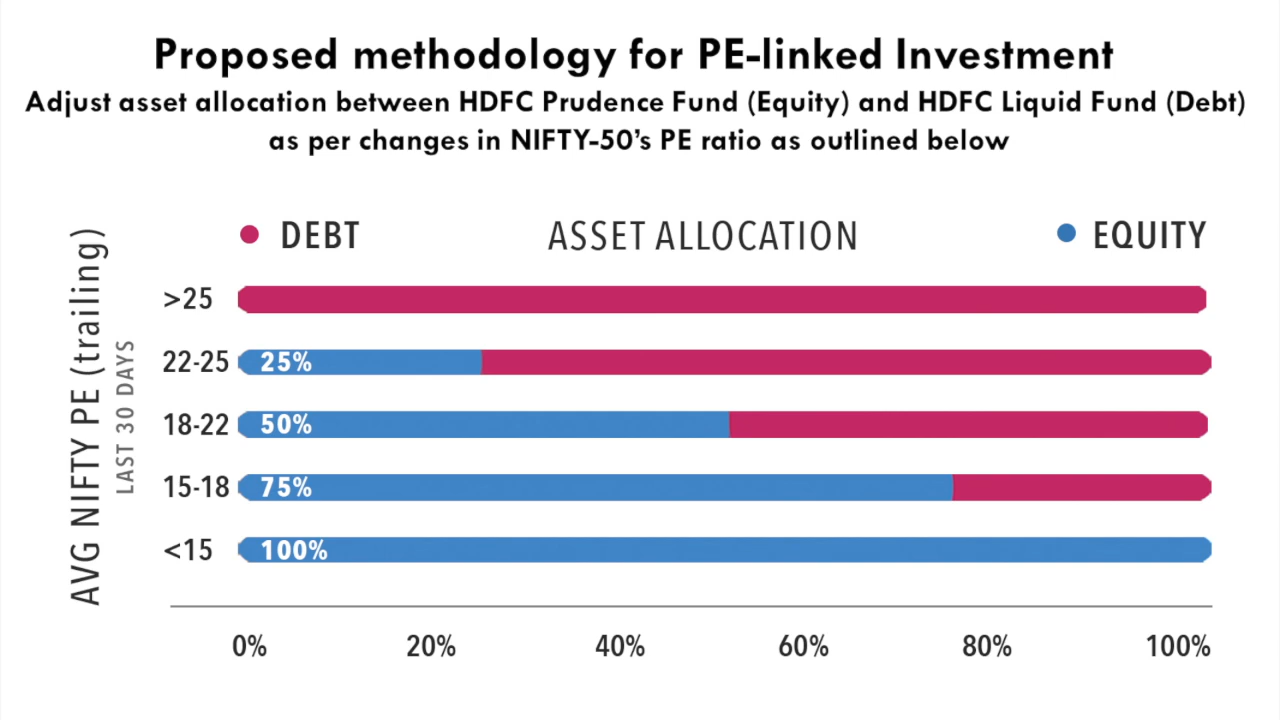 Proposed methodology for PE-linked Investment
Adjust asset allocation between HDFC Prudence Fund (Equity) and HDFC Liquid Fund (Debt)
as per changes in NIFTY-50’s PE ratio as outlined below
DEBT
ASSET ALLOCATION
EQUITY
AVG NIFTY PE (trailing)
LAST 30 DAYS
>25
22-25 25%
18-22 50%
15-18 75%
<15 100%
0% 20% 40% 60% 80% 100%